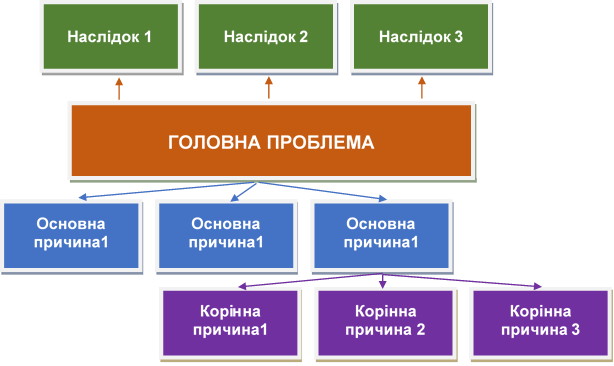 Наслідок 1
Наслідок 2
Наслідок 3
ГОЛОВНА ПРОБЛЕМА
Основна
причина1
Основна
причина1
Основна
причина1
Корінна
причина1
Корінна
причина 2
Корінна
причина 3